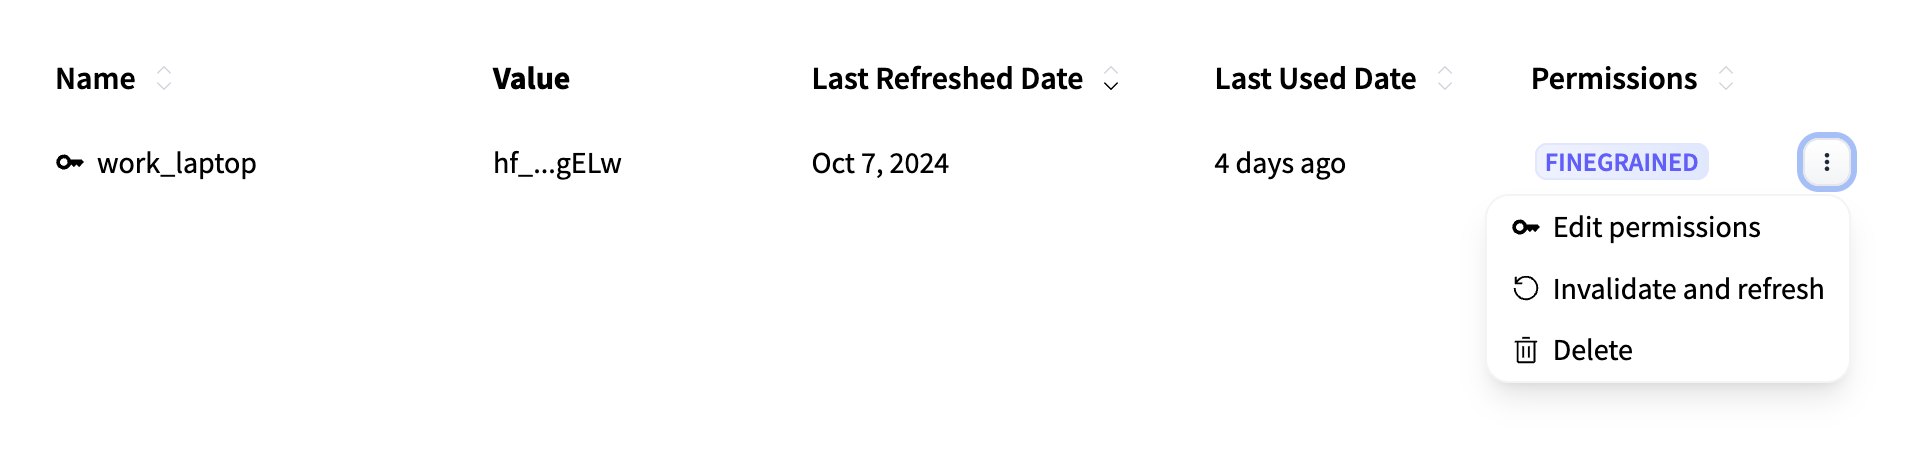 Name Value Last Refreshed Date Last Used Date Permissions
work_laptop hf_...gELw Oct 7, 2024 4 days ago FINEGRAINED
Edit permissions
Invalidate and refresh
Delete